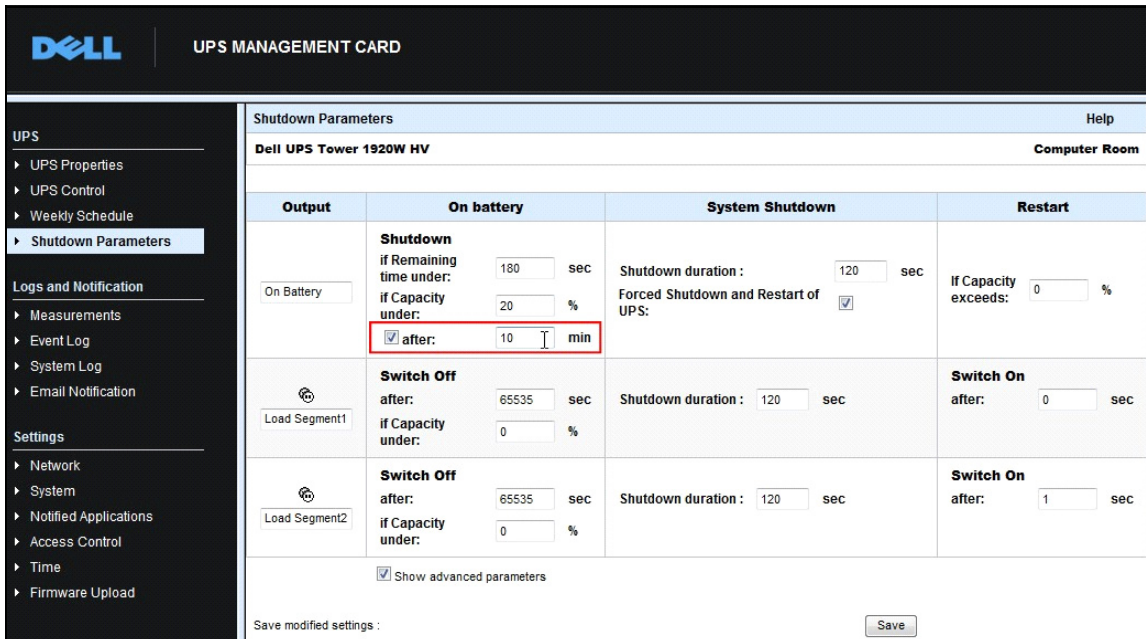 DELL
UPS MANAGEMENT CARD
UPS
UPS Properties
UPS Control
Weekly Schedule
Shutdown Parameters
Logs and Notification
Measurements
Event Log
System Log
Email Notification
Settings
Network
System
Notified Applications
Access Control
Time
Firmware Upload
Shutdown Parameters Help
Dell UPS Tower 1920W HV Computer Room
Output On battery System Shutdown Restart
On Battery
Shutdown
if Remaining
time under: 180 sec
if Capacity
under: 20 %
after: 10 min
Shutdown duration : 120 sec
Forced Shutdown and Restart of
UPS:
If Capacity
exceeds: 0 %
Load Segment1
Switch Off
after: 65535 sec
if Capacity
under: 0 %
Shutdown duration : 120 sec
Switch On
after: 0 sec
Load Segment2
Switch Off
after: 65535 sec
if Capacity
under: 0 %
Shutdown duration : 120 sec
Switch On
after: 1 sec
Show advanced parameters
Save modified settings : Save